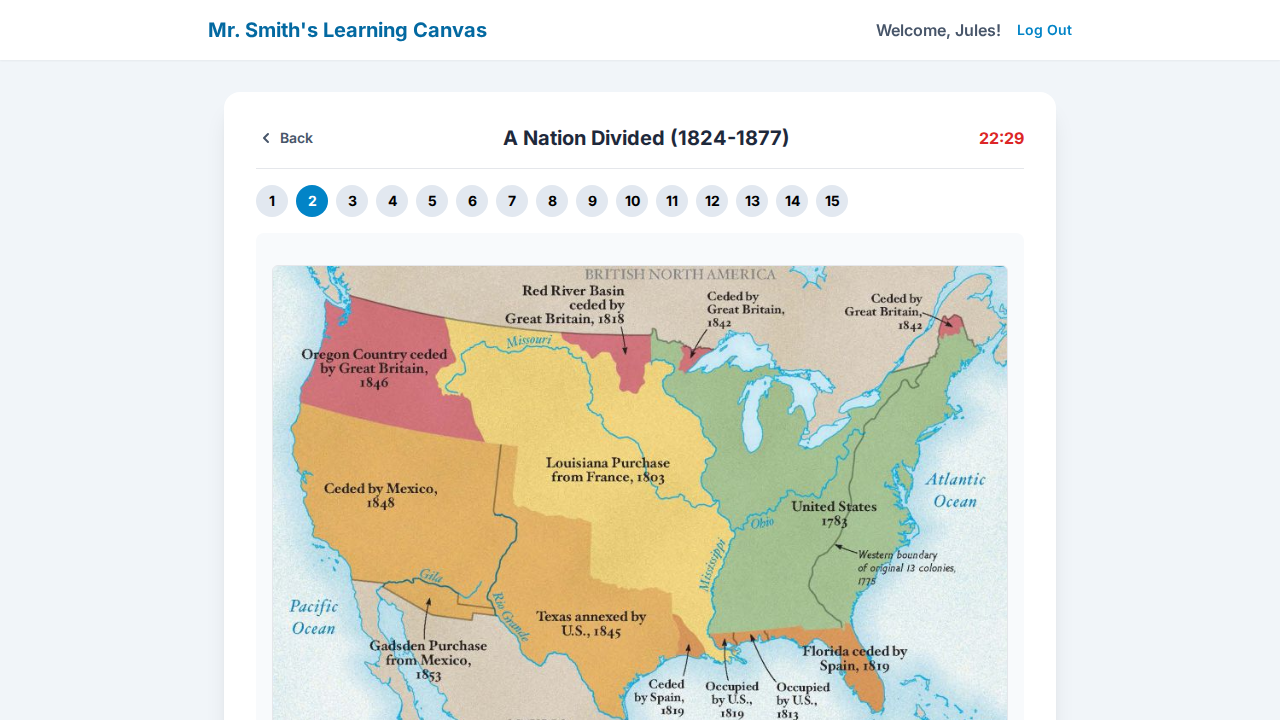 Mr. Smith's Learning Canvas
Welcome, Jules!
Log Out
Back
A Nation Divided (1824-1877)
22:29
1 2 3 4 5 6 7 8 9 10 11 12 13 14 15
BRITISH NORTH AMERICA
Red River Basin
ceded by
Great Britain, 1818
Ceded by
Great Britain,
1842
Ceded by
Great Britain,
1842
Missouri
Oregon Country ceded
by Great Britain,
1846
Louisiana Purchase
from France, 1803
Ceded by Mexico,
1848
Atlantic
Ocean
United States
1783
Ohio
Mississippi
Western boundary
of original 13 colonies,
1775
Gila
Rio Grande
Pacific
Ocean
Texas annexed by
U.S., 1845
Gadsden Purchase
from Mexico,
1853
Florida ceded by
Spain, 1819
Ceded
by Spain,
1819
Occupied
by U.S.,
1819
Occupied
by U.S.,
1813